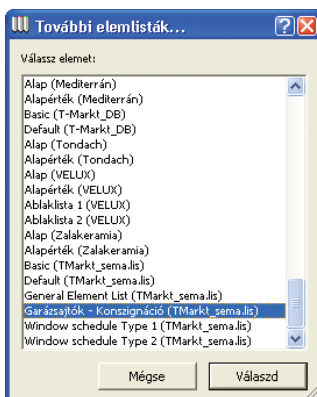 További elemlisták...
Válassz elemet:
Alap (Mediterrán)
Alapérték (Mediterrán)
Basic (T-Markt_DB)
Default (T-Markt_DB)
Alap (Tondach)
Alapérték (Tondach)
Alap (VELUX)
Alapérték (VELUX)
Ablaklista 1 (VELUX)
Ablaklista 2 (VELUX)
Alap (Zalakeramia)
Alapérték (Zalakeramia)
Basic (TMarkt_sema.lis)
Default (TMarkt_sema.lis)
General Element List (TMarkt_sema.lis)
Garázsajtók - Konszignáció (TMarkt_sema.lis)
Window schedule Type 1 (TMarkt_sema.lis)
Window schedule Type 2 (TMarkt_sema.lis)
Mégse
Válaszd